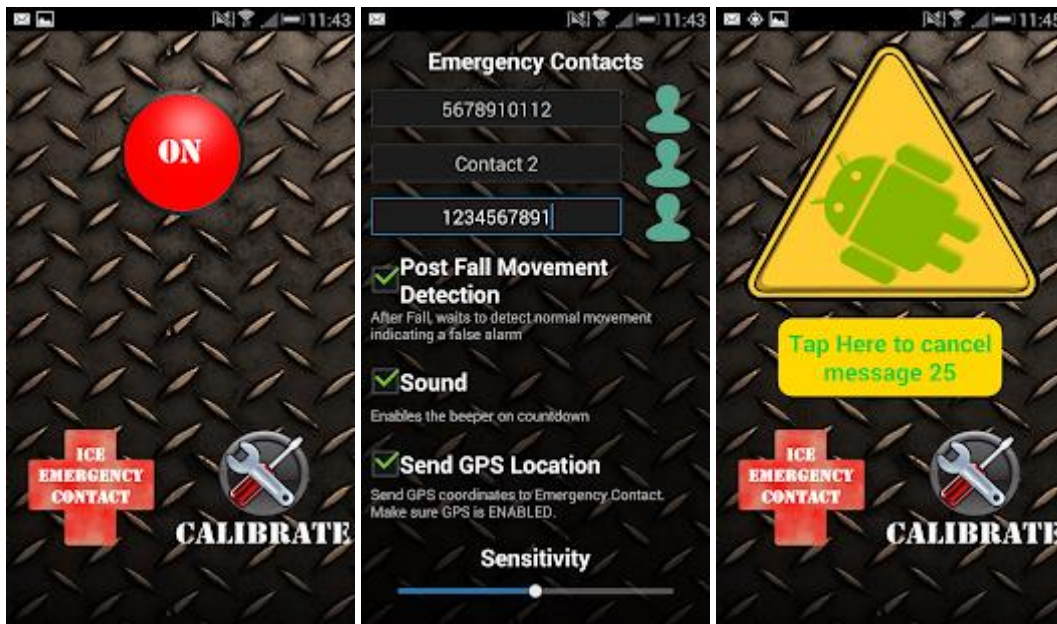 11:43
ON
ICE
EMERGENCY
CONTACT
CALIBRATE
11:43
Emergency Contacts
5678910112
Contact 2
1234567891
Post Fall Movement
Detection
After Fall, waits to detect normal movement
indicating a false alarm
Sound
Enables the beeper on countdown
Send GPS Location
Send GPS coordinates to Emergency Contact.
Make sure GPS is ENABLED.
Sensitivity
Tap Here to cancel
message 25
ICE
EMERGENCY
CONTACT
CALIBRATE